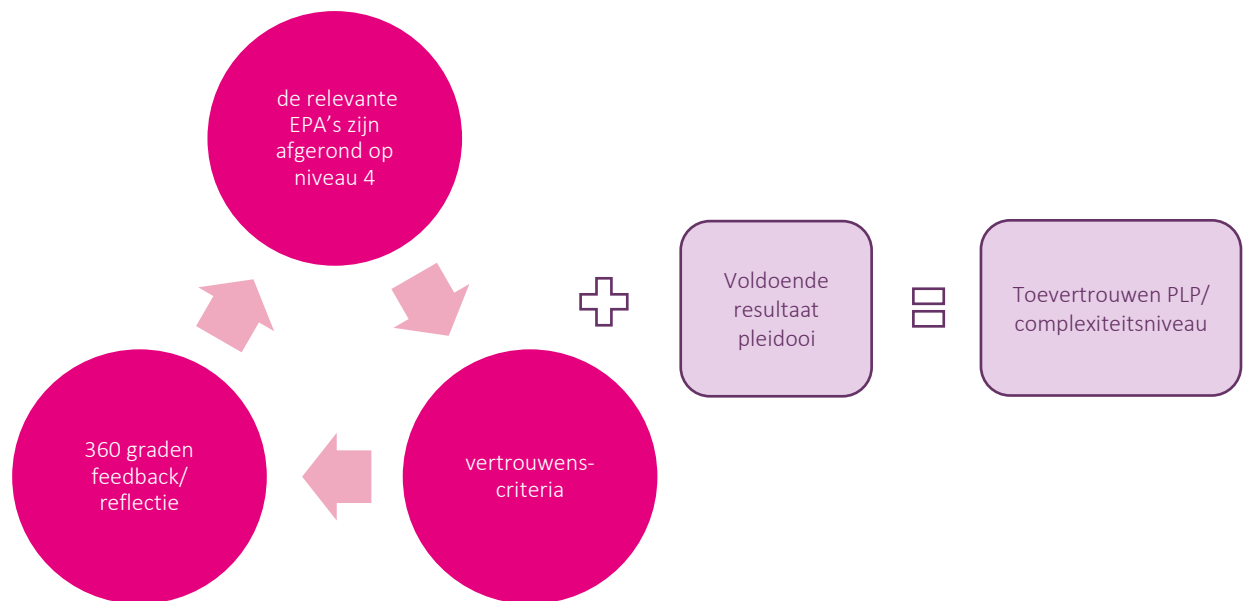 de relevante
EPA’s zijn
afgerond op
niveau 4
360 graden
feedback/
reflectie
vertrouwens-
criteria
Voldoende
resultaat
pleidooi
Toevertrouwen PLP/
complexiteitsniveau